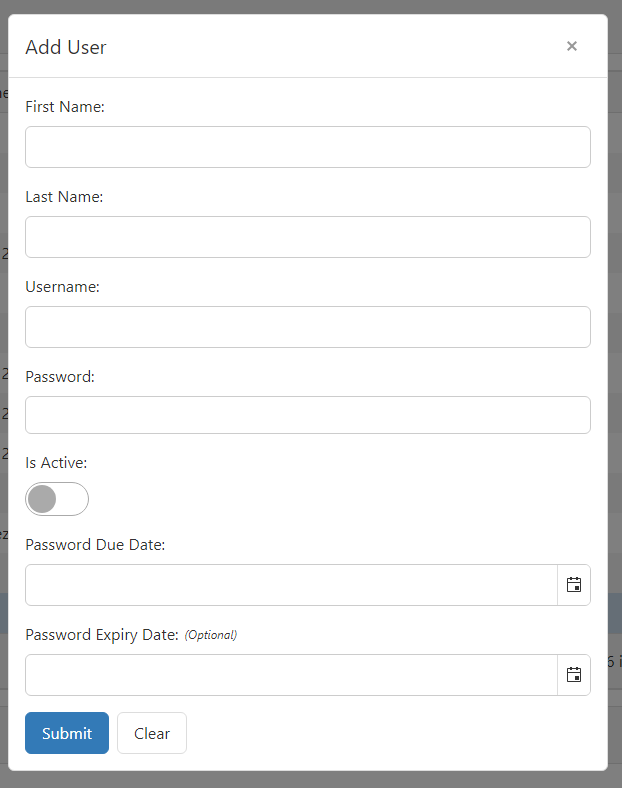 Add User
×
First Name:
Last Name:
Username:
Password:
Is Active:
Password Due Date:
Password Expiry Date: (Optional)
Submit Clear